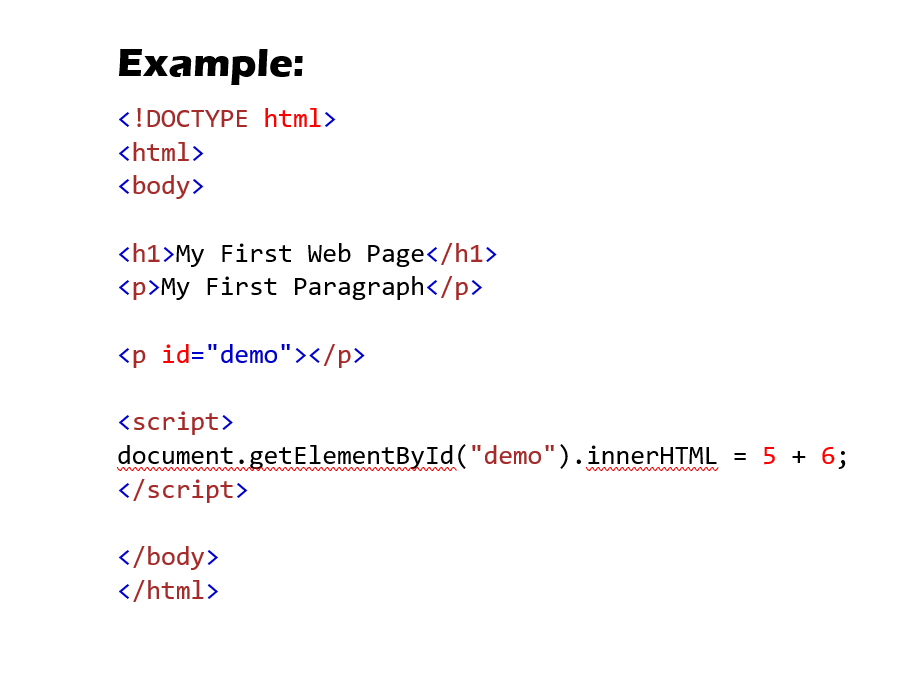 Example:
<!DOCTYPE html>
<html>
<body>
<h1>My First Web Page</h1>
<p>My First Paragraph</p>
<p id="demo"></p>
<script>
document.getElementById("demo").innerHTML = 5 + 6;
</script>
</body>
</html>